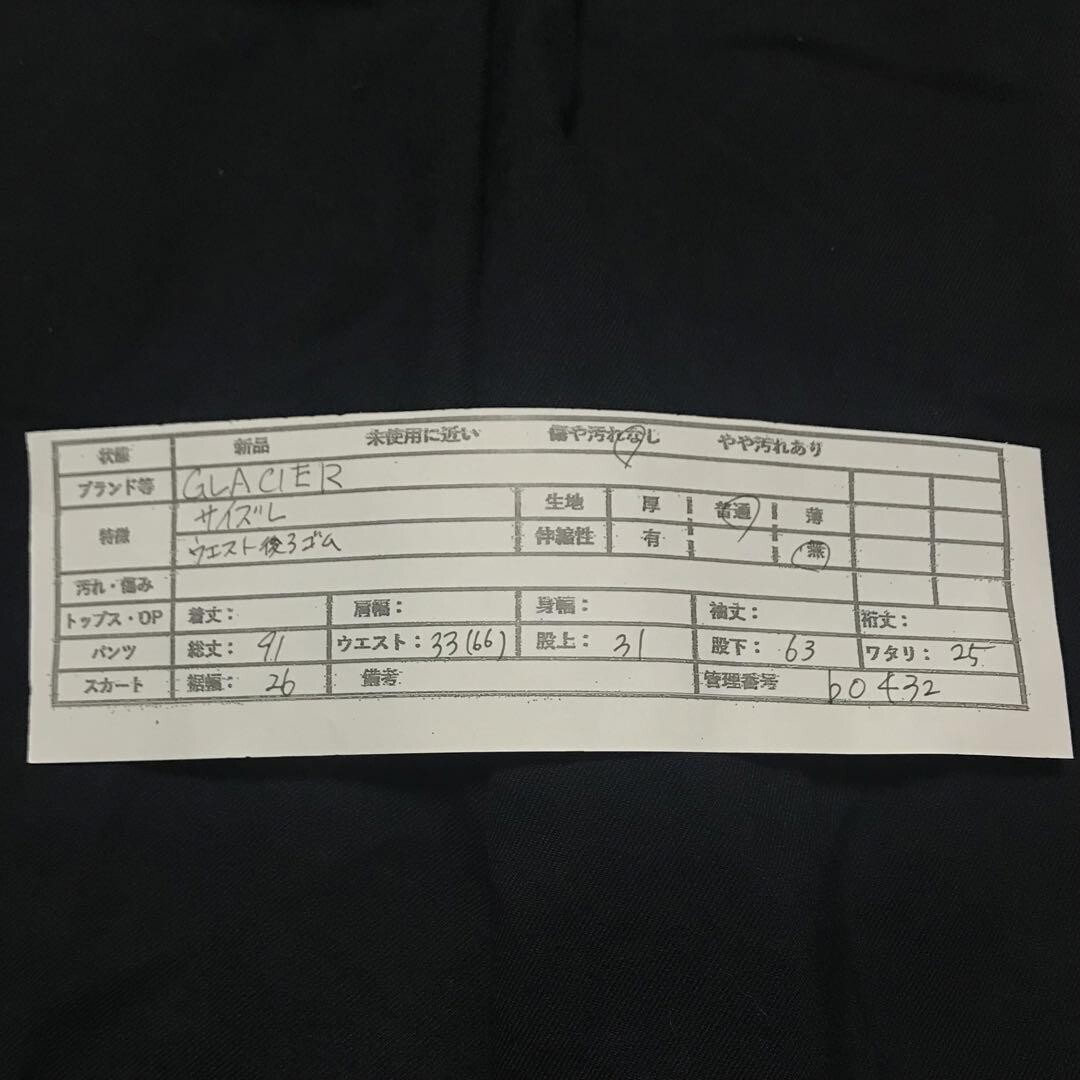 状態 新品 未使用に近い 傷や汚れなし やや汚れあり
ブランド等 GLACIER
特徴 サイズL 生地 厚 | 普通 | 薄
ウエスト後ろゴム 伸縮性 有 | 無
汚れ・傷み
トップス・OP 着丈: 肩幅: 身幅: 袖丈: 裄丈:
パンツ 総丈: 91 ウエスト: 33(66) 股上: 31 股下: 63 ワタリ: 25
スカート 裾幅: 26 備考 管理番号 b0432